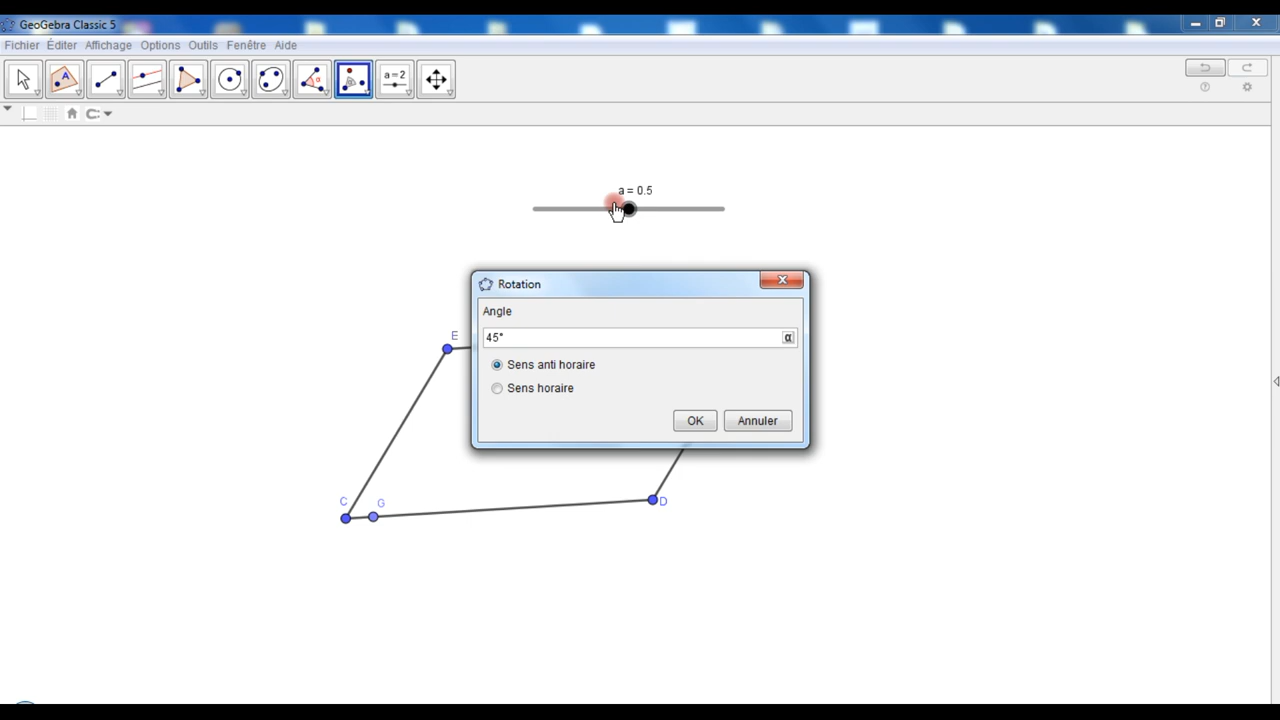 GeoGebra Classic 5
Fichier Éditer Affichage Options Outils Fenêtre Aide
A
α
a=2
a = 0.5
Rotation
Angle
45°
α
Sens anti horaire
Sens horaire
OK Annuler
E
C
G
D